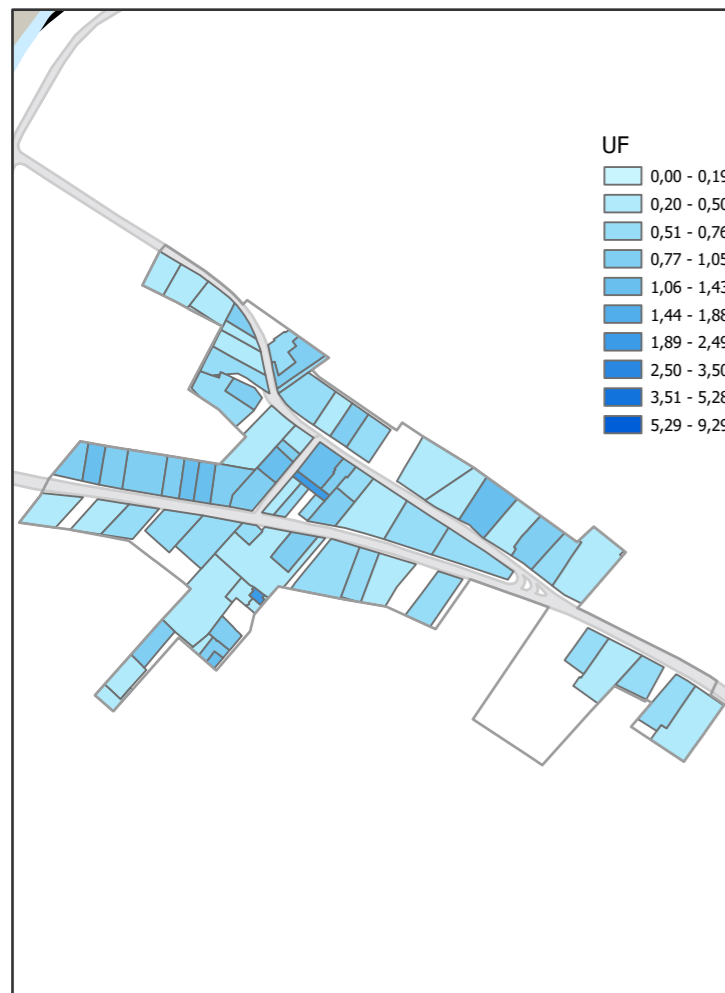 UF
0,00 - 0,19
0,20 - 0,50
0,51 - 0,76
0,77 - 1,05
1,06 - 1,43
1,44 - 1,88
1,89 - 2,49
2,50 - 3,50
3,51 - 5,28
5,29 - 9,29